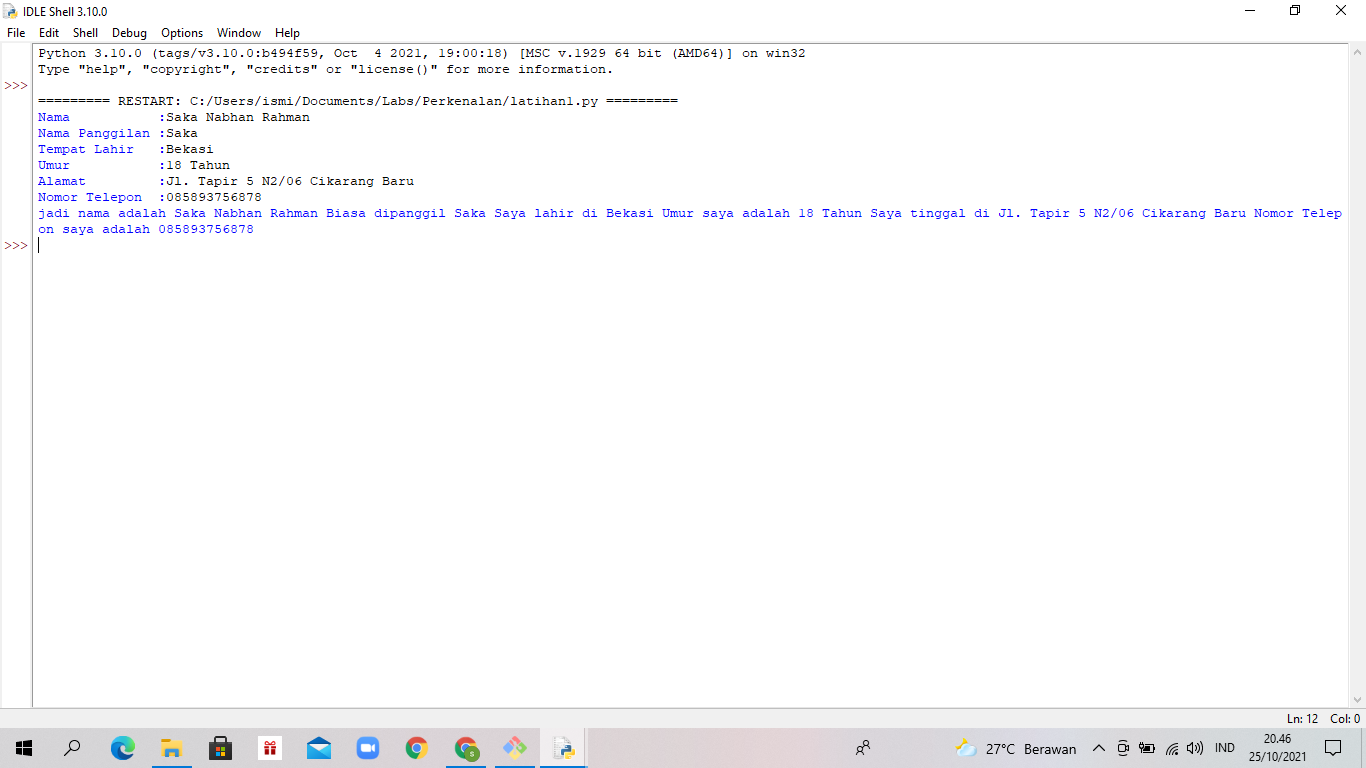 IDLE Shell 3.10.0
File Edit Shell Debug Options Window Help
Python 3.10.0 (tags/v3.10.0:b494f59, Oct  4 2021, 19:00:18) [MSC v.1929 64 bit (AMD64)] on win32
Type "help", "copyright", "credits" or "license()" for more information.
>>>
========= RESTART: C:/Users/ismi/Documents/Labs/Perkenalan/latihan1.py =========
Nama           :Saka Nabhan Rahman
Nama Panggilan :Saka
Tempat Lahir   :Bekasi
Umur           :18 Tahun
Alamat         :Jl. Tapir 5 N2/06 Cikarang Baru
Nomor Telepon  :085893756878
jadi nama adalah Saka Nabhan Rahman Biasa dipanggil Saka Saya lahir di Bekasi Umur saya adalah 18 Tahun Saya tinggal di Jl. Tapir 5 N2/06 Cikarang Baru Nomor Telep
on saya adalah 085893756878
>>>
Ln: 12 Col: 0
27°C Berawan IND 20.46
25/10/2021